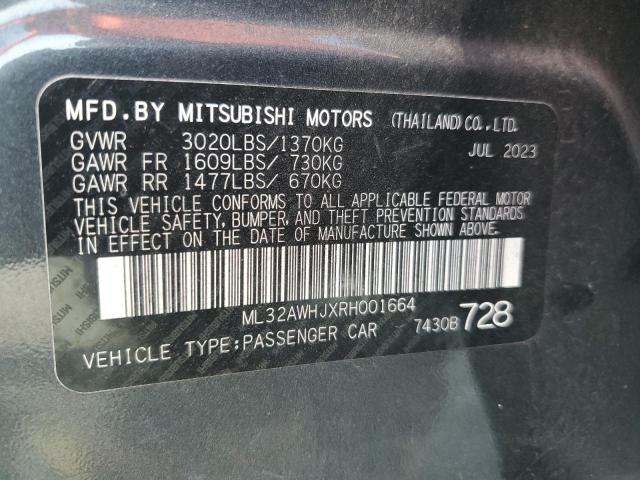 MFD.BY MITSUBISHI MOTORS (THAILAND) CO.,LTD.
GVWR 3020LBS/1370KG JUL 2023
GAWR FR 1609LBS/ 730KG
GAWR RR 1477LBS/ 670KG
THIS VEHICLE CONFORMS TO ALL APPLICABLE FEDERAL MOTOR
VEHICLE SAFETY, BUMPER, AND THEFT PREVENTION STANDARDS
IN EFFECT ON THE DATE OF MANUFACTURE SHOWN ABOVE.
ML32AWHJXRH001664
VEHICLE TYPE:PASSENGER CAR 7430B 728